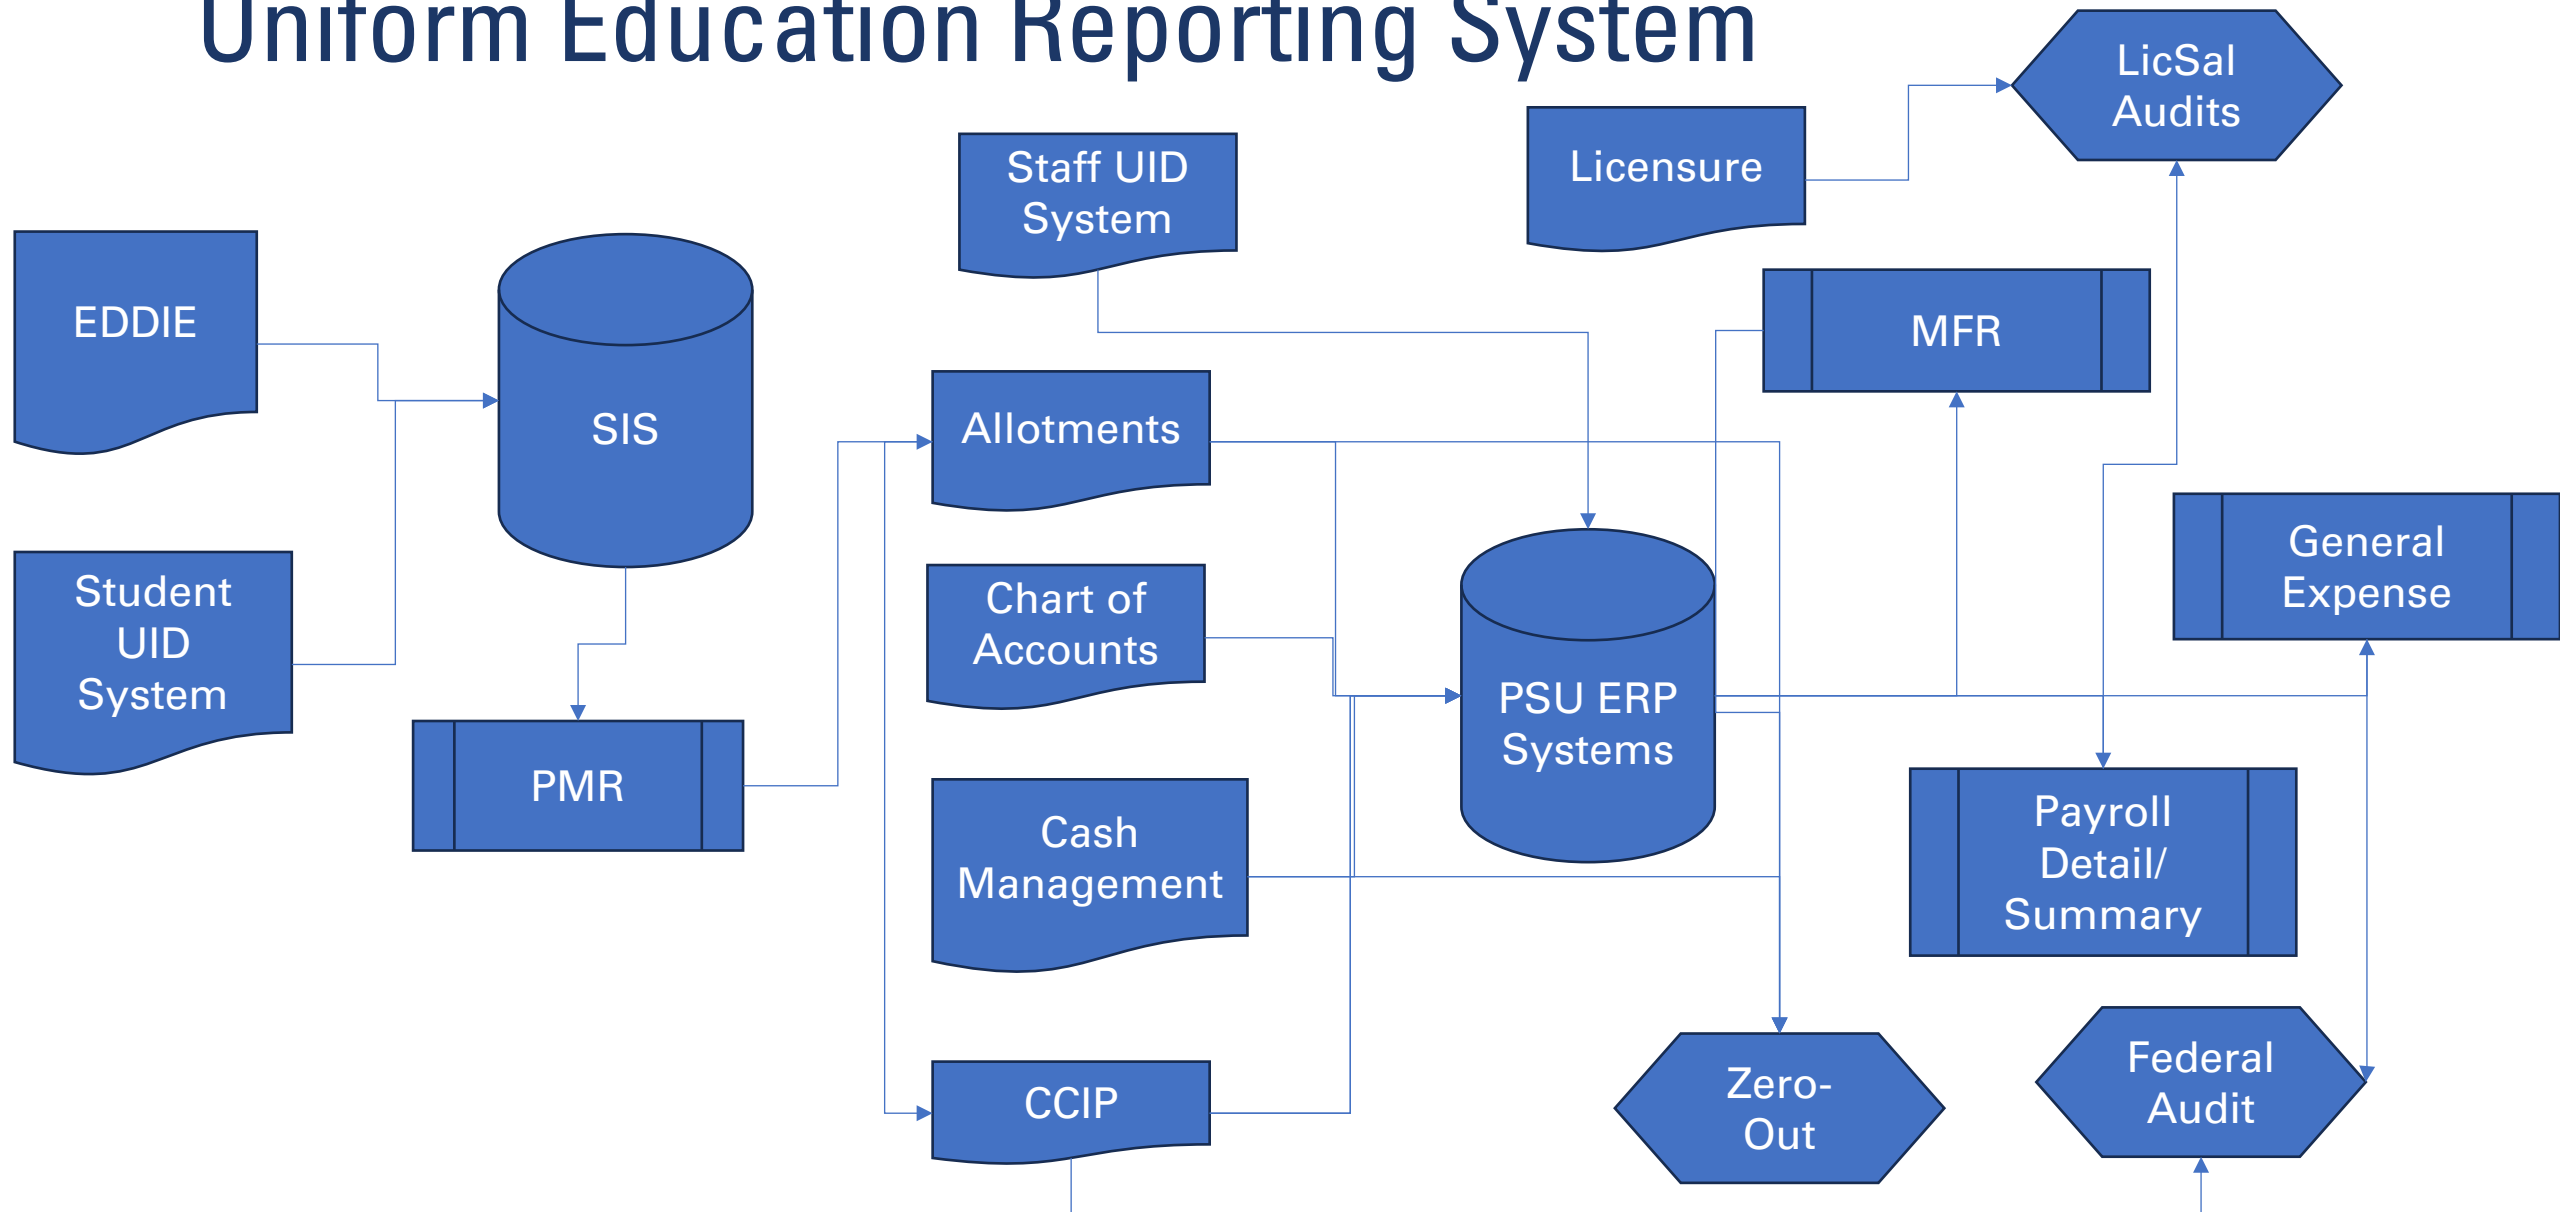 Uniform Education Reporting System
LicSal
Audits
Staff UID
System
Licensure
EDDIE
SIS
MFR
Allotments
Student
UID
System
Chart of
Accounts
General
Expense
PSU ERP
Systems
PMR
Cash
Management
Payroll
Detail/
Summary
CCIP
Zero-
Out
Federal
Audit